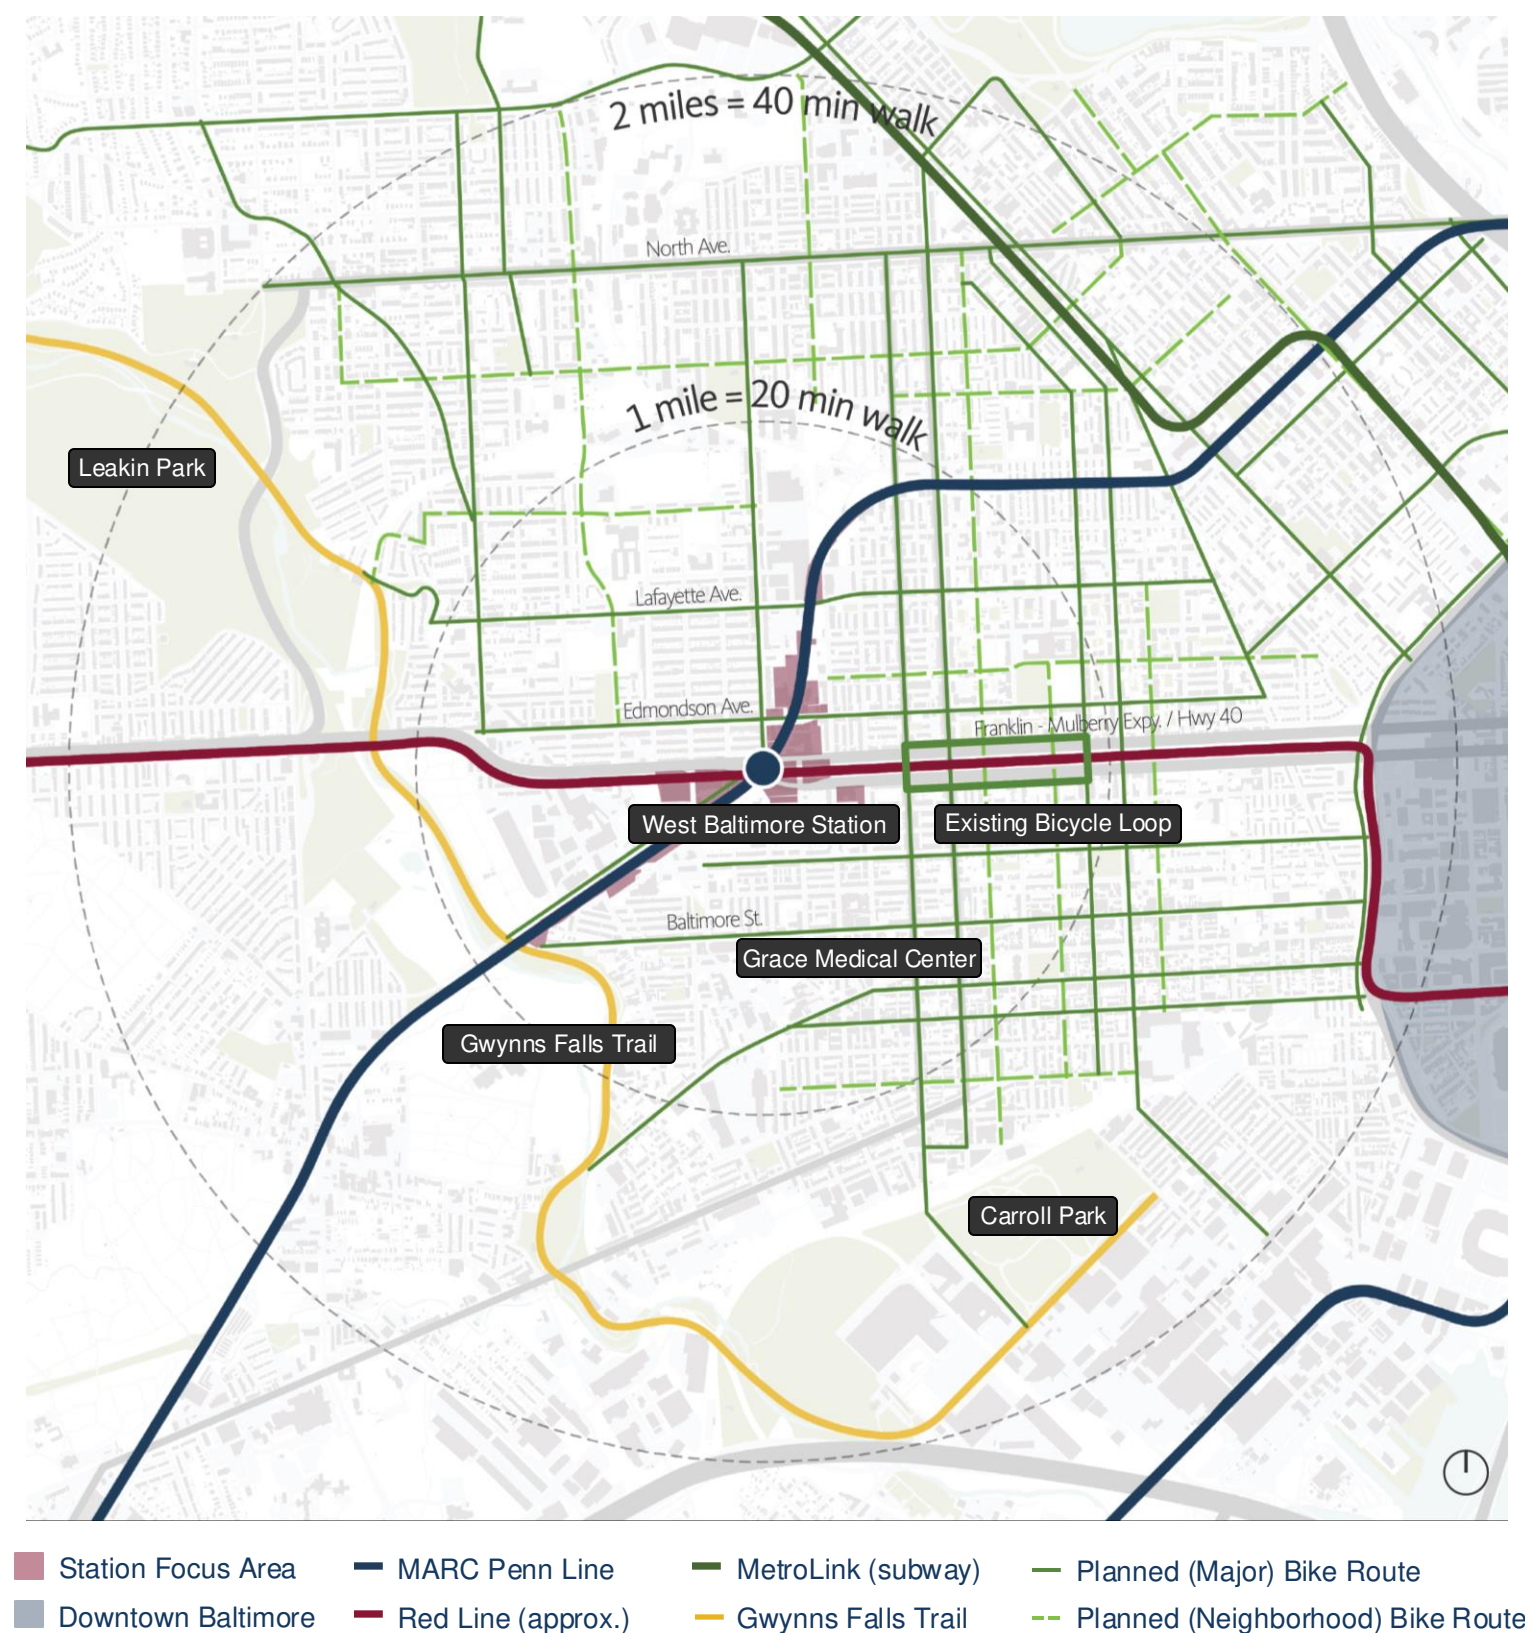 2 miles = 40 min walk
North Ave.
1 mile = 20 min walk
Leakin Park
Lafayette Ave.
Edmondson Ave.
Franklin - Mulberry Expy. / Hwy 40
West Baltimore Station
Existing Bicycle Loop
Baltimore St.
Grace Medical Center
Gwynns Falls Trail
Carroll Park
Station Focus Area
MARC Penn Line
MetroLink (subway)
Planned (Major) Bike Route
Downtown Baltimore
Red Line (approx.)
Gwynns Falls Trail
Planned (Neighborhood) Bike Route